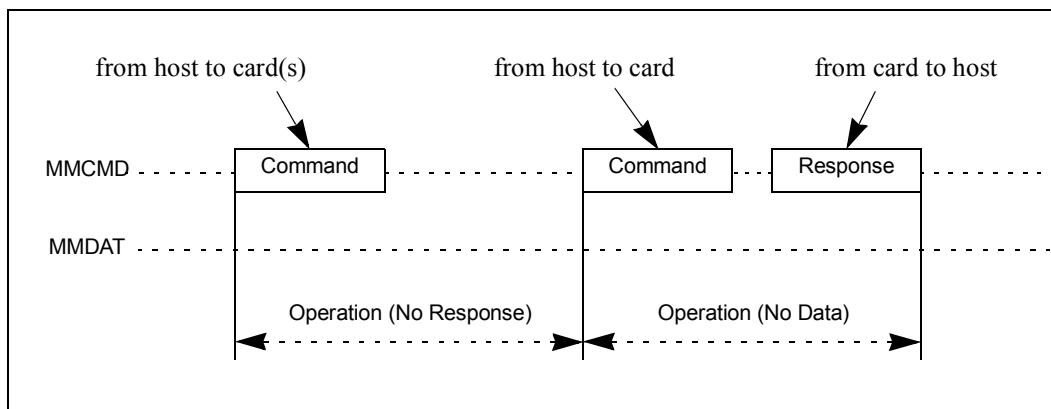 from host to card(s)
from host to card
from card to host
MMCMD
Command
Command
Response
MMDAT
Operation (No Response)
Operation (No Data)